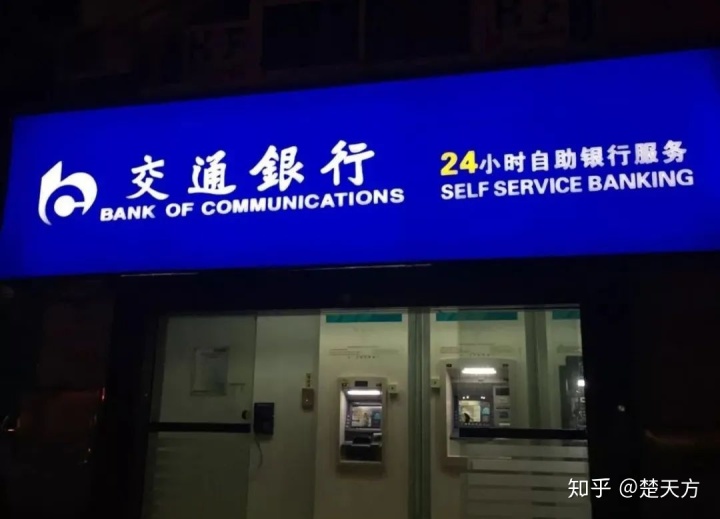 交通銀行
BANK OF COMMUNICATIONS
24小时自助银行服务
SELF SERVICE BANKING
知乎 @楚天方